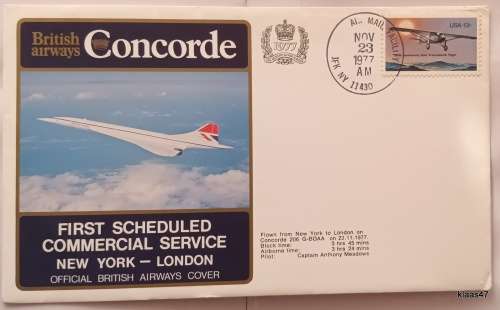 British
airways
Concorde
1977
AIR MAIL FACILITY
NOV
23
1977
AM
JFK NY 11430
USA·13c
FIRST SCHEDULED
COMMERCIAL SERVICE
NEW YORK — LONDON
OFFICIAL BRITISH AIRWAYS COVER
Flown from New York to London on
Concorde 206 G-BOAA on 22.11.1977.
Block time: 3 hrs 45 mins
Airborne time: 3 hrs 24 mins
Pilot: Captain Anthony Meadows
klaas47